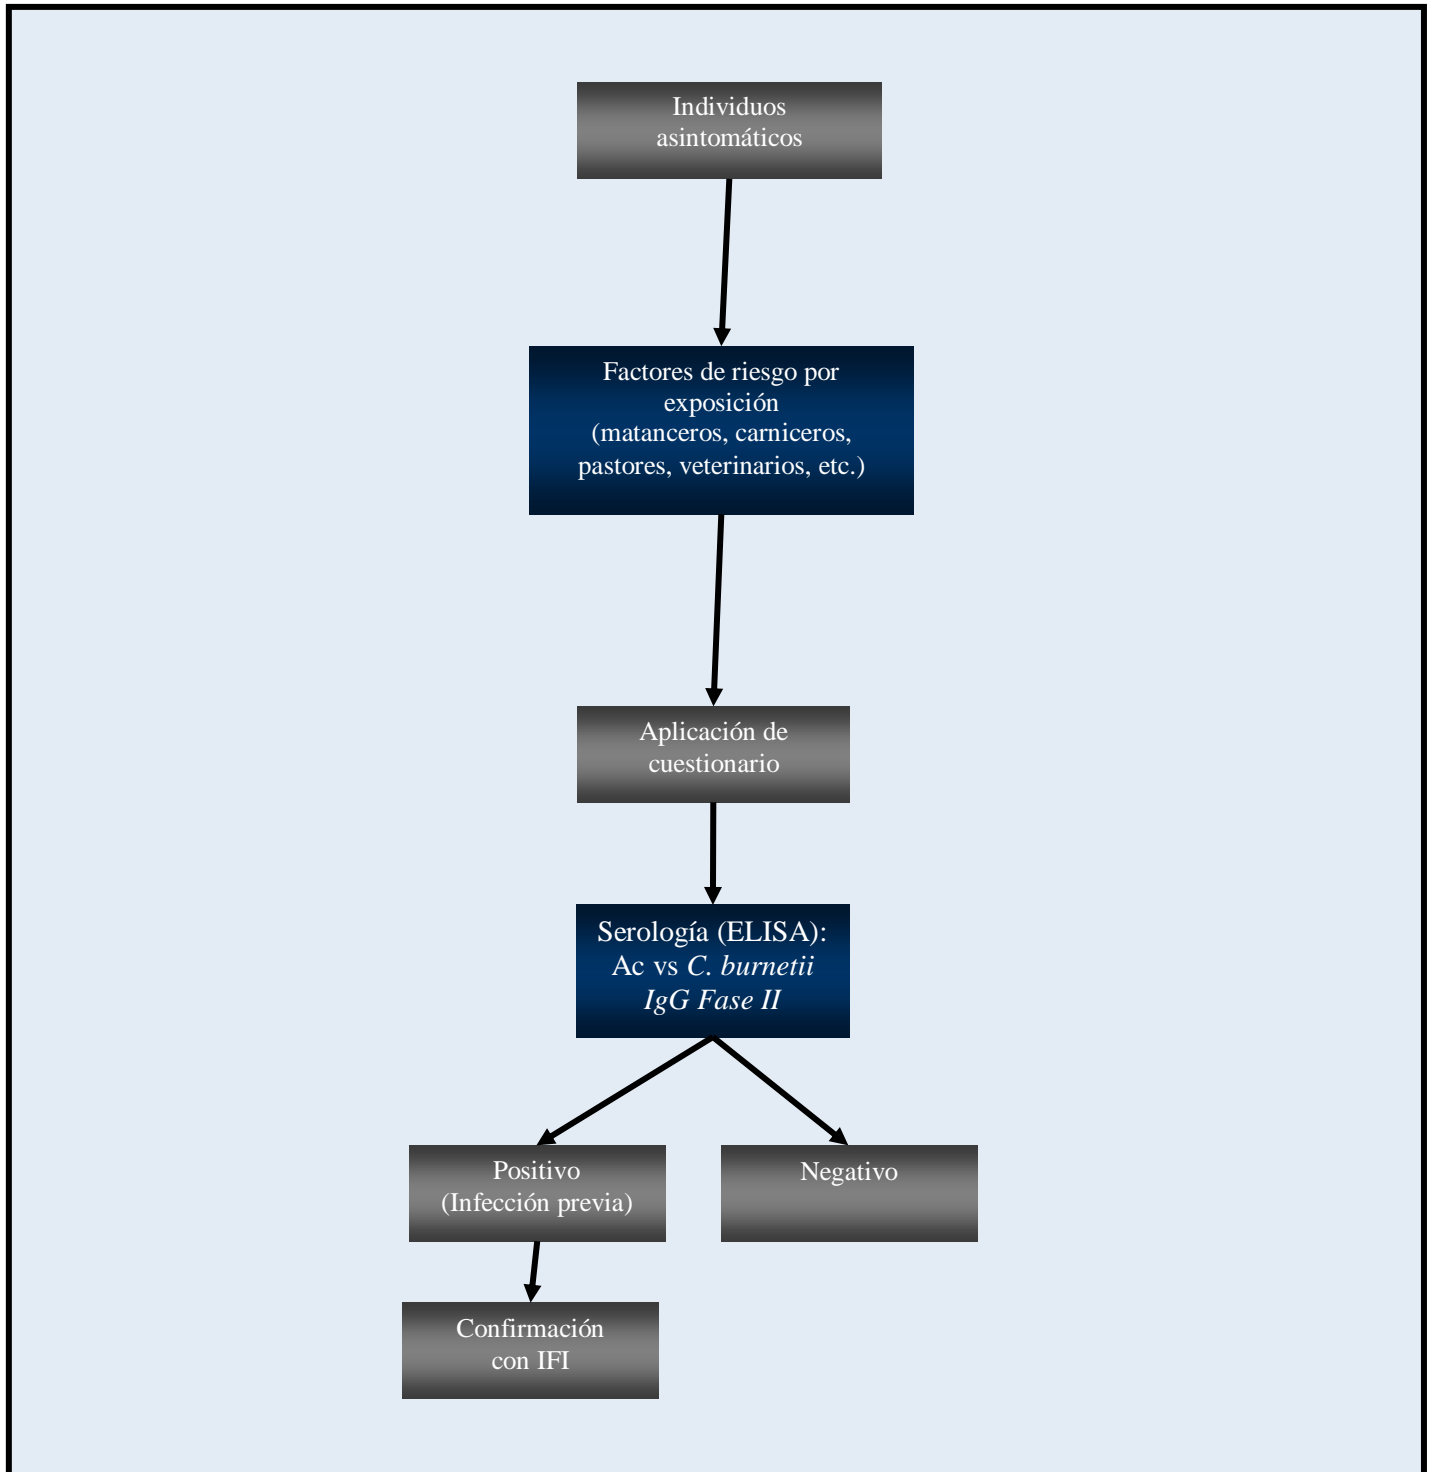 Individuos
asintomáticos
Factores de riesgo por
exposición
(matanceros, carniceros,
pastores, veterinarios, etc.)
Aplicación de
cuestionario
Serología (ELISA):
Ac vs C. burnetii
IgG Fase II
Positivo
(Infección previa)
Negativo
Confirmación
con IFI